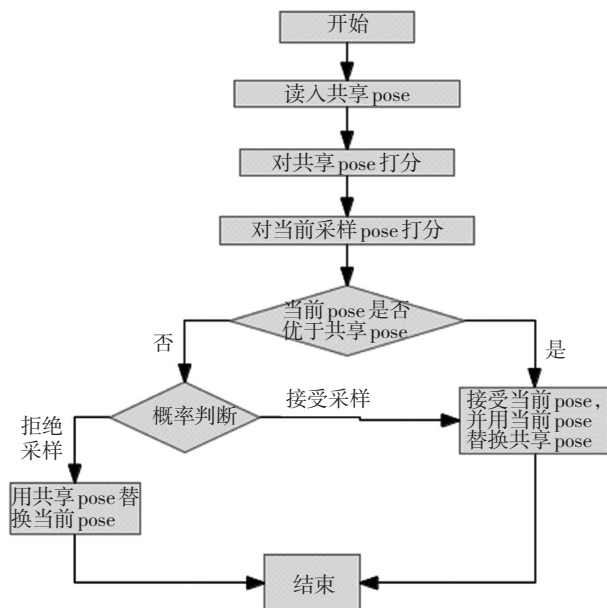 开始
读入共享pose
对共享pose打分
对当前采样pose打分
当前pose是否
优于共享pose
否
是
概率判断
接受采样
接受当前pose,
并用当前pose
替换共享pose
拒绝
采样
用共享pose替
换当前pose
结束